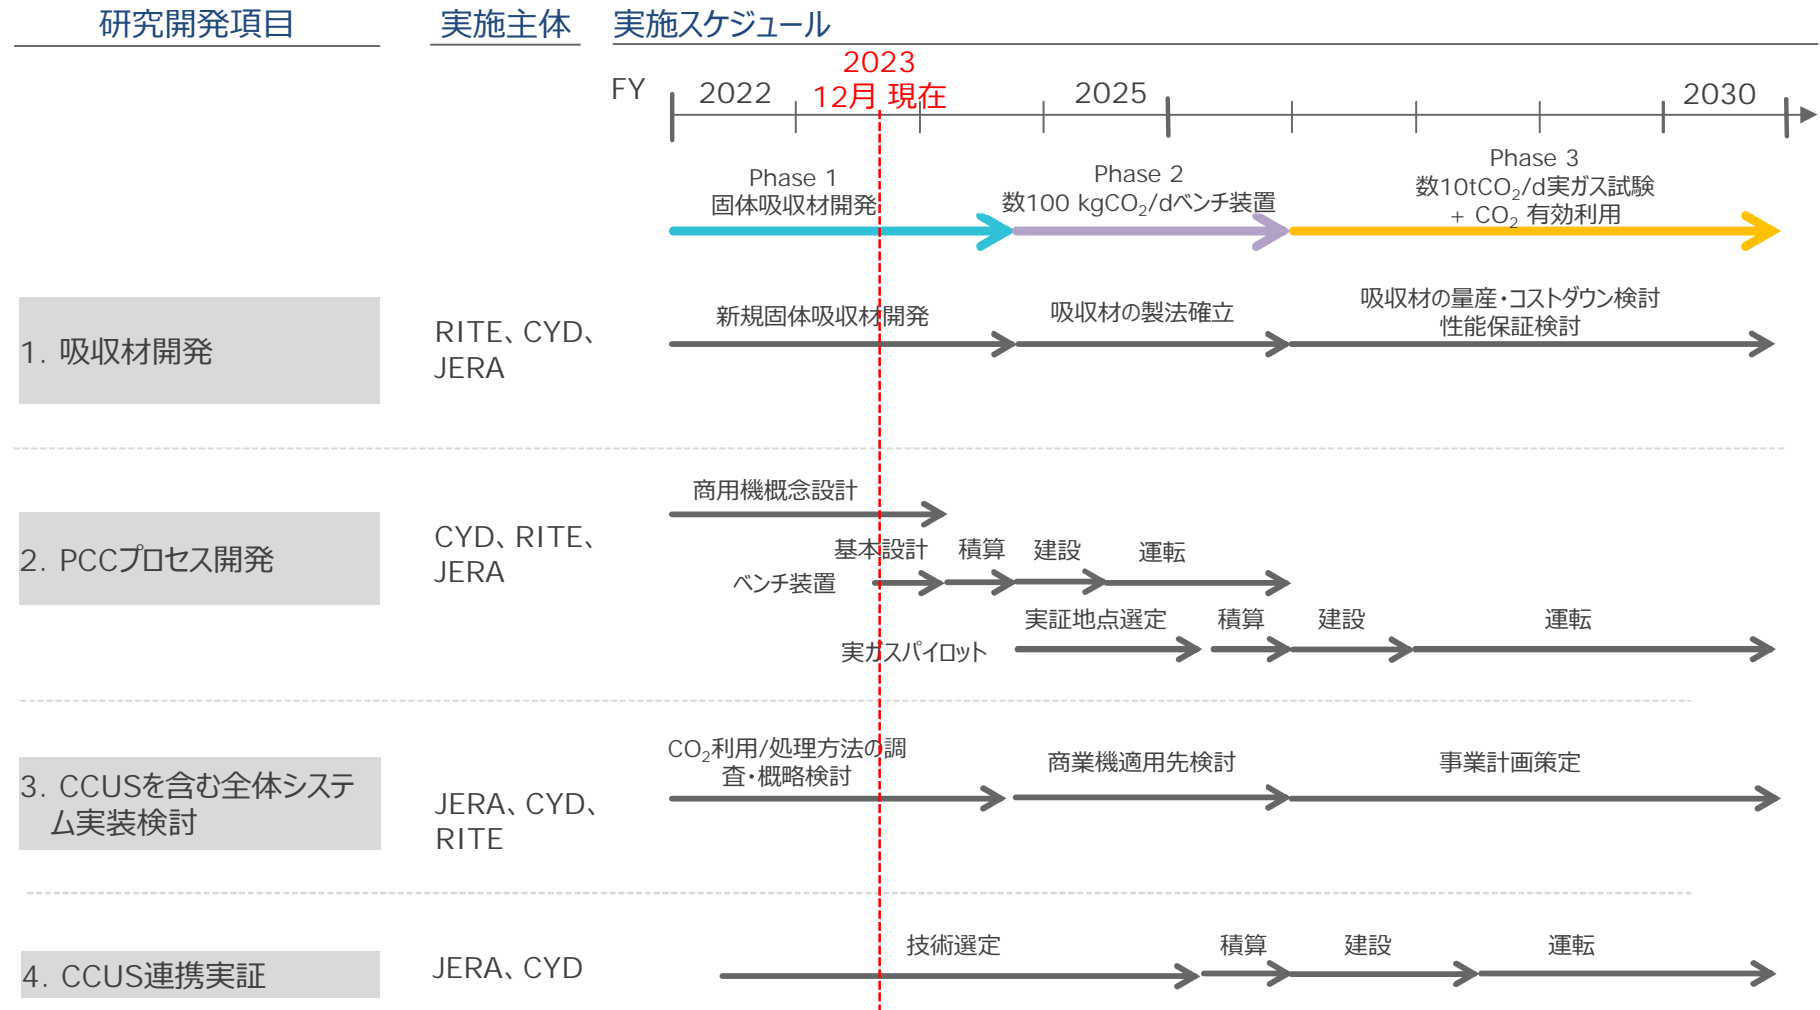 研究開発項目
実施主体
実施スケジュール
2023
12月 現在
FY
2022
2025
2030
Phase 1
固体吸収材開発
Phase 2
数100 kgCO₂/dベンチ装置
Phase 3
数10tCO₂/d実ガス試験
+ CO₂ 有効利用
1. 吸収材開発
RITE、CYD、
JERA
新規固体吸収材開発
吸収材の製法確立
吸収材の量産・コストダウン検討
性能保証検討
2. PCCプロセス開発
CYD、RITE、
JERA
商用機概念設計
ベンチ装置
基本設計
積算
建設
運転
実ガスパイロット
実証地点選定
積算
建設
運転
3. CCUSを含む全体システ
ム実装検討
JERA、CYD、
RITE
CO₂利用/処理方法の調
査・概略検討
商業機適用先検討
事業計画策定
4. CCUS連携実証
JERA、CYD
技術選定
積算
建設
運転